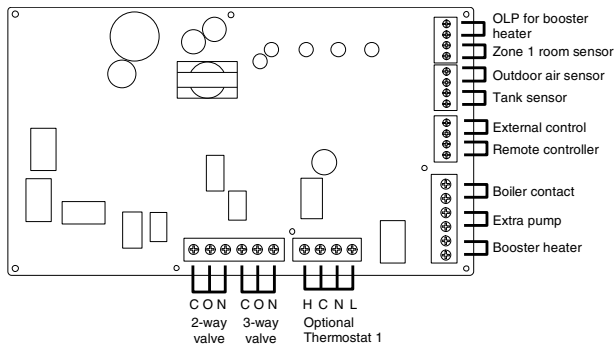 OLP for booster
heater
Zone 1 room sensor
Outdoor air sensor
Tank sensor
External control
Remote controller
Boiler contact
Extra pump
Booster heater
C O N C O N H C N L
2-way
valve
3-way
valve
Optional
Thermostat 1